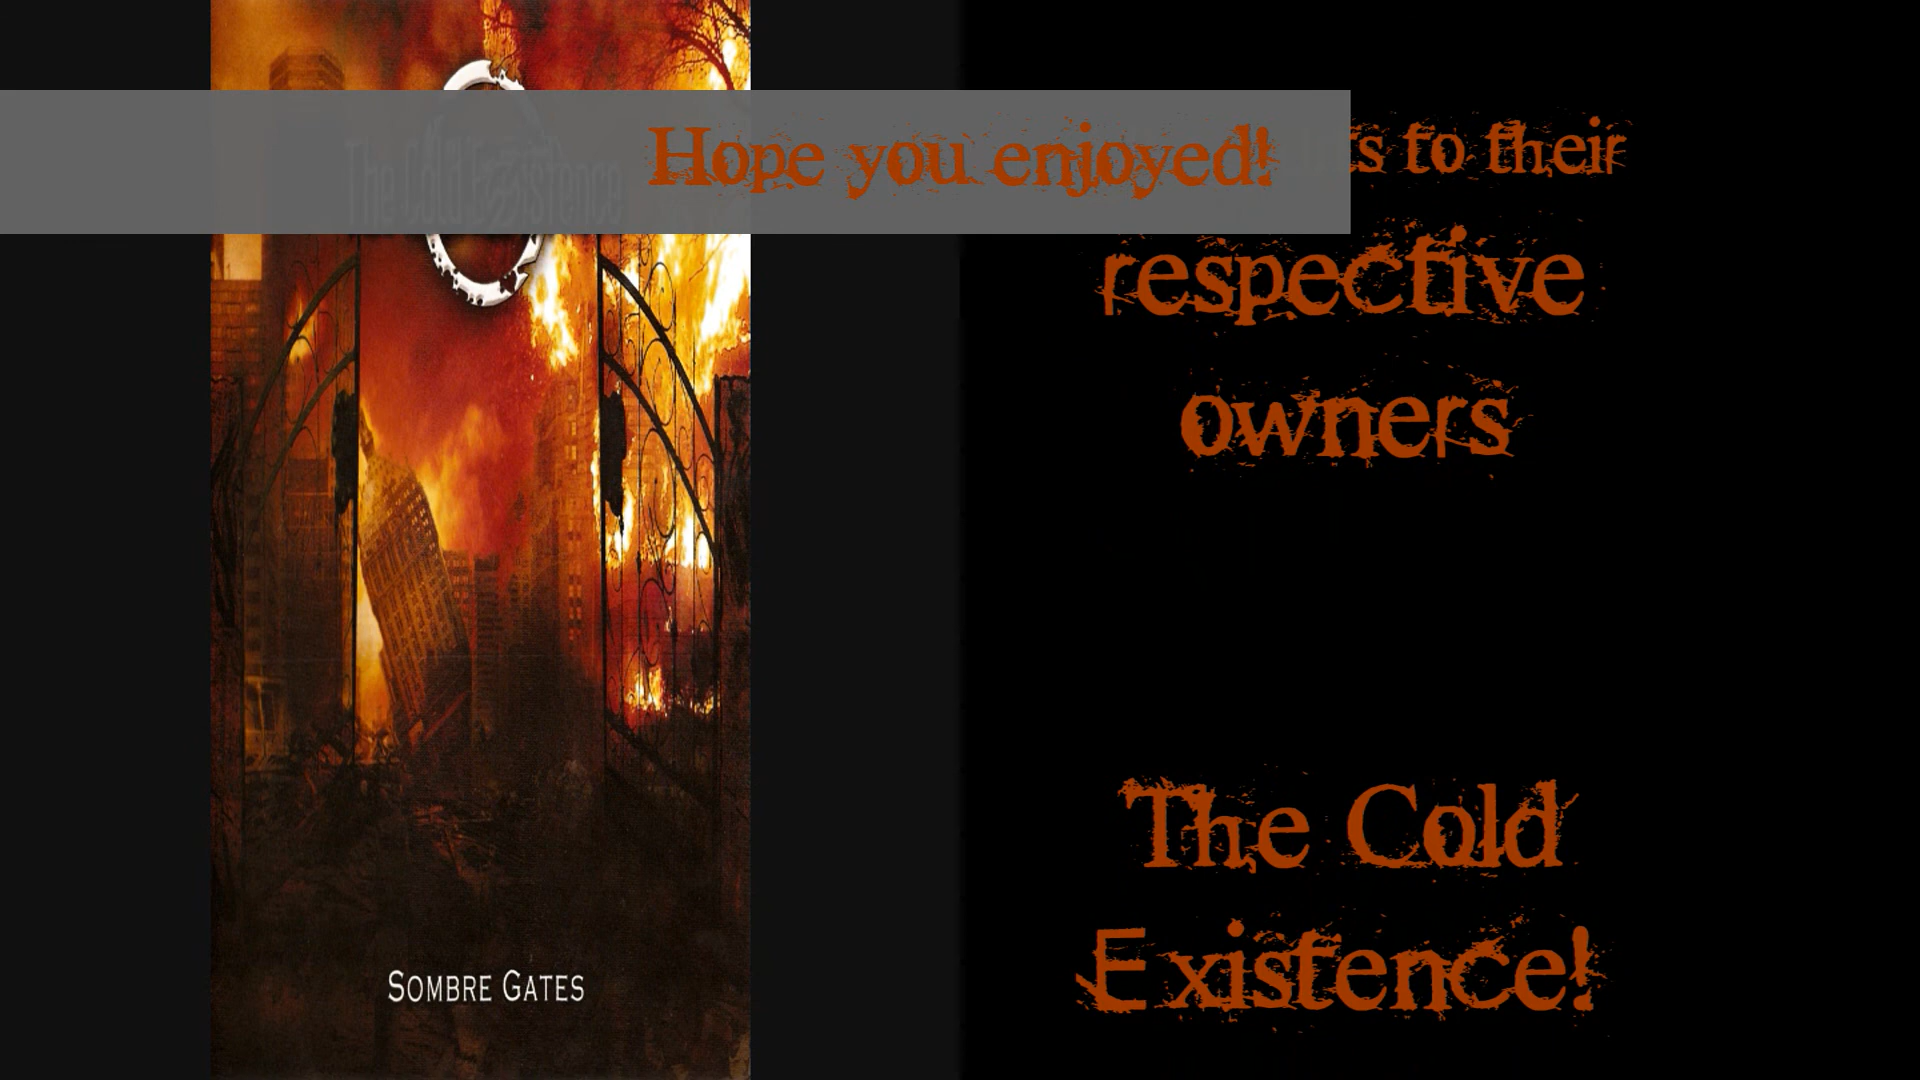 Hope you enjoyed!
to their
respective
owners
The Cold Existence
SOMBRE GATES
The Cold
Existence!